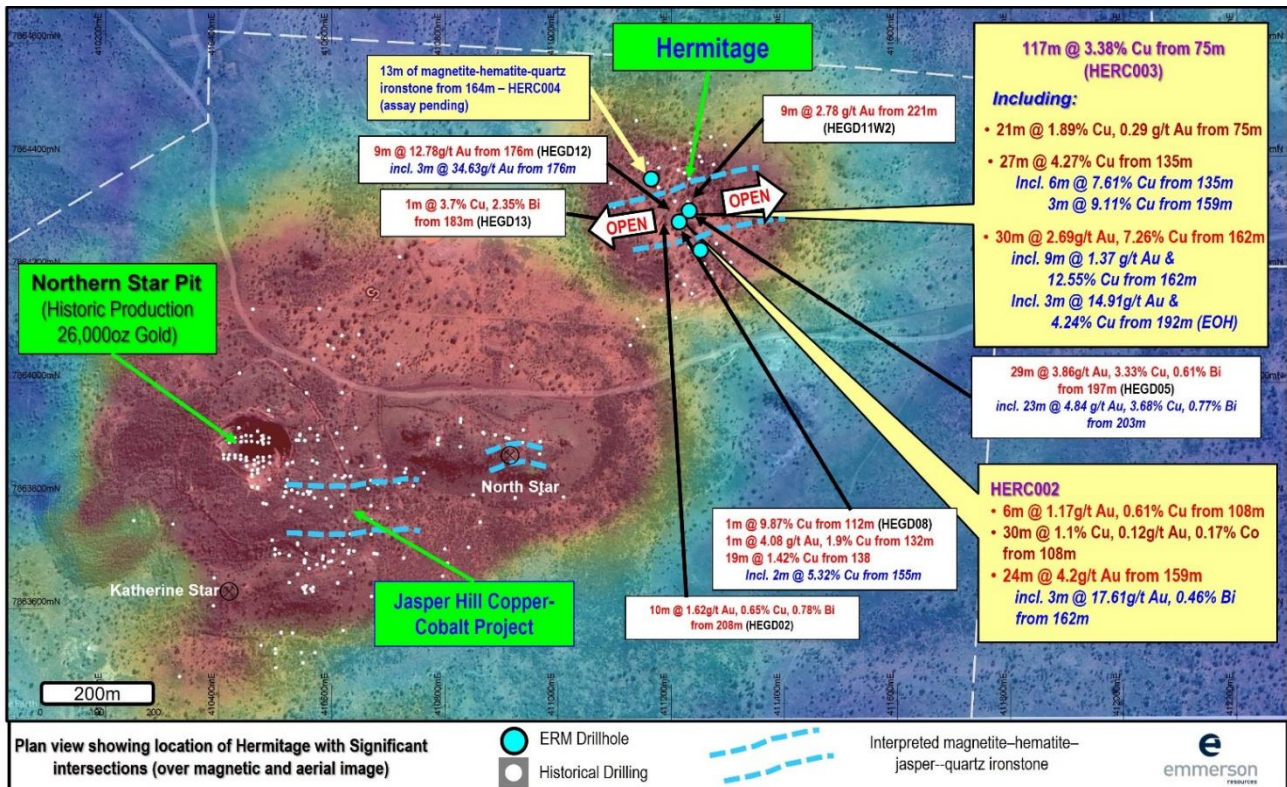 Hermitage
13m of magnetite-hematite-quartz
ironstone from 164m – HERC004
(assay pending)
9m @ 2.78 g/t Au from 221m
(HEGD11W2)
9m @ 12.78g/t Au from 176m (HEGD12)
incl. 3m @ 34.63g/t Au from 176m
1m @ 3.7% Cu, 2.35% Bi
from 183m (HEGD13)
OPEN
OPEN
117m @ 3.38% Cu from 75m
(HERC003)
Including:
• 21m @ 1.89% Cu, 0.29 g/t Au from 75m
• 27m @ 4.27% Cu from 135m
Incl. 6m @ 7.61% Cu from 135m
3m @ 9.11% Cu from 159m
• 30m @ 2.69g/t Au, 7.26% Cu from 162m
incl. 9m @ 1.37 g/t Au &
12.55% Cu from 162m
Incl. 3m @ 14.91g/t Au &
4.24% Cu from 192m (EOH)
Northern Star Pit
(Historic Production
26,000oz Gold)
29m @ 3.86g/t Au, 3.33% Cu, 0.61% Bi
from 197m (HEGD05)
incl. 23m @ 4.84 g/t Au, 3.68% Cu, 0.77% Bi
from 203m
North Star
Katherine Star
Jasper Hill Copper-
Cobalt Project
1m @ 9.87% Cu from 112m (HEGD08)
1m @ 4.08 g/t Au, 1.9% Cu from 132m
19m @ 1.42% Cu from 138
Incl. 2m @ 5.32% Cu from 155m
10m @ 1.62g/t Au, 0.65% Cu, 0.78% Bi
from 208m (HEGD02)
HERC002
• 6m @ 1.17g/t Au, 0.61% Cu from 108m
• 30m @ 1.1% Cu, 0.12g/t Au, 0.17% Co
from 108m
• 24m @ 4.2g/t Au from 159m
incl. 3m @ 17.61g/t Au, 0.46% Bi
from 162m
7864600mN
7864400mN
7864000mN
7863800mN
7863600mN
410200mE
410400mE
200m
0
200
Plan view showing location of Hermitage with Significant
intersections (over magnetic and aerial image)
ERM Drillhole
Historical Drilling
Interpreted magnetite–hematite–
jasper--quartz ironstone
emmerson
resources